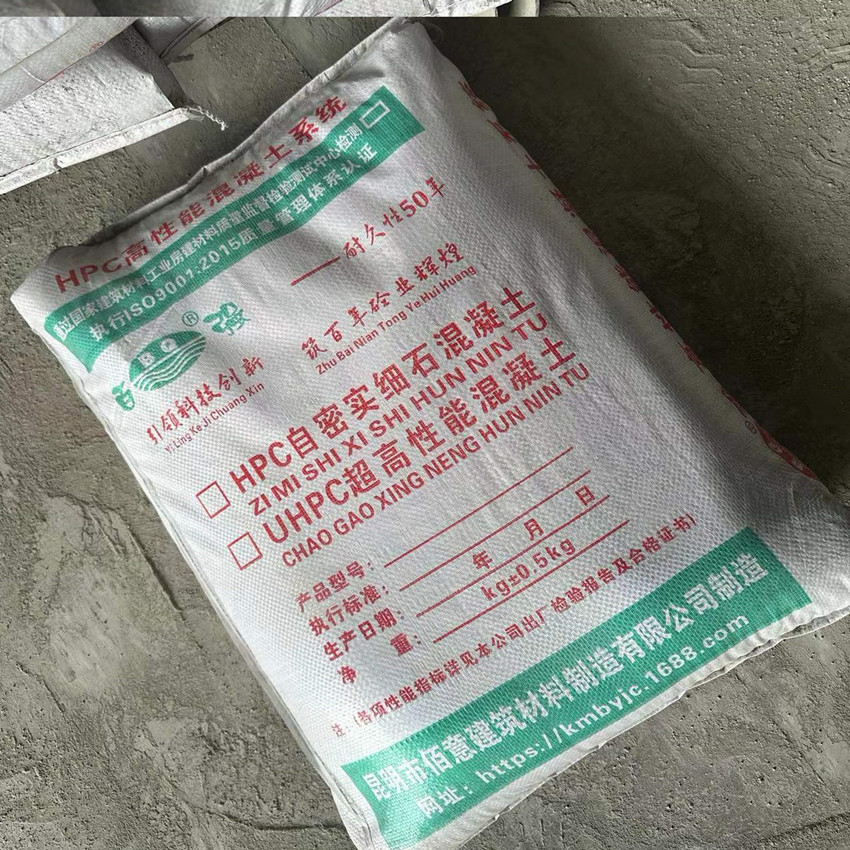 HPC高性能混凝土系统
通过国家建筑材料工业房建材料质量监督检验测试中心检测
执行ISO9001:2015质量管理体系认证
——耐久性50年
BQ®
引领科技创新
Yi Ling Ke Ji Chuang Xin
筑百年砼业辉煌
Zhu Bai Nian Tong Ye Hui Huang
HPC自密实细石混凝土
ZI MI SHI XI SHI HUN NIN TU
UHPC超高性能混凝土
CHAO GAO XING NENG HUN NIN TU
产品型号:
执行标准:
生产日期: 年 月 日
净 重: kg±0.5kg
注(各项性能指标详见本公司出厂检验报告及合格证书)
昆明市佰意建筑材料制造有限公司制造
网址:https://kmbyjc.1688.com